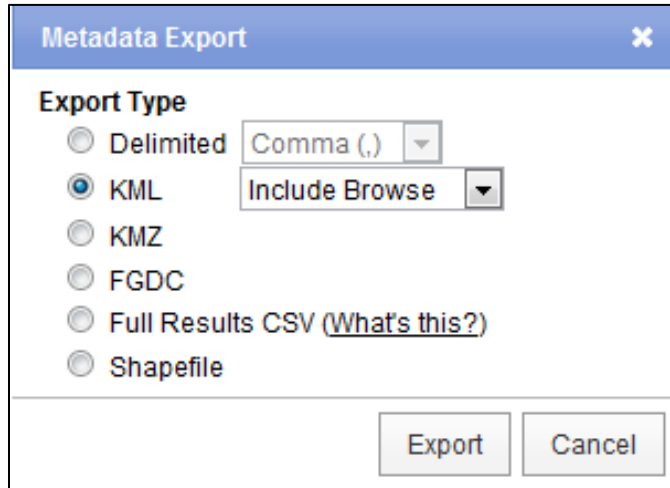 Metadata Export
Export Type
Delimited Comma (,)
KML Include Browse
KMZ
FGDC
Full Results CSV (What's this?)
Shapefile
Export Cancel